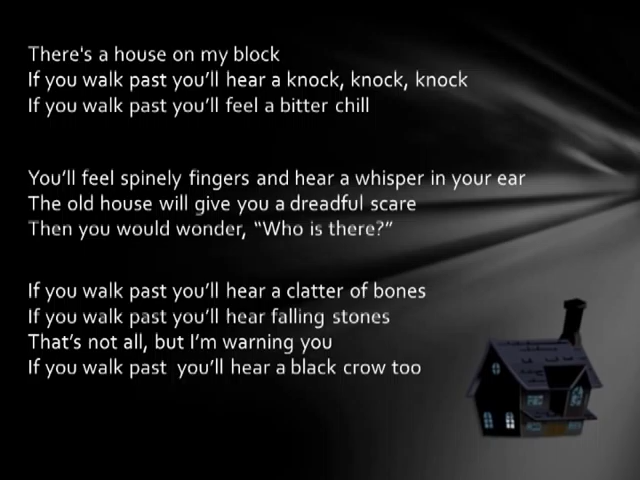 There's a house on my block
If you walk past you'll hear a knock, knock, knock
If you walk past you'll feel a bitter chill
You'll feel spinely fingers and hear a whisper in your ear
The old house will give you a dreadful scare
Then you would wonder, “Who is there?”
If you walk past you'll hear a clatter of bones
If you walk past you'll hear falling stones
That's not all, but I'm warning you
If you walk past you'll hear a black crow too